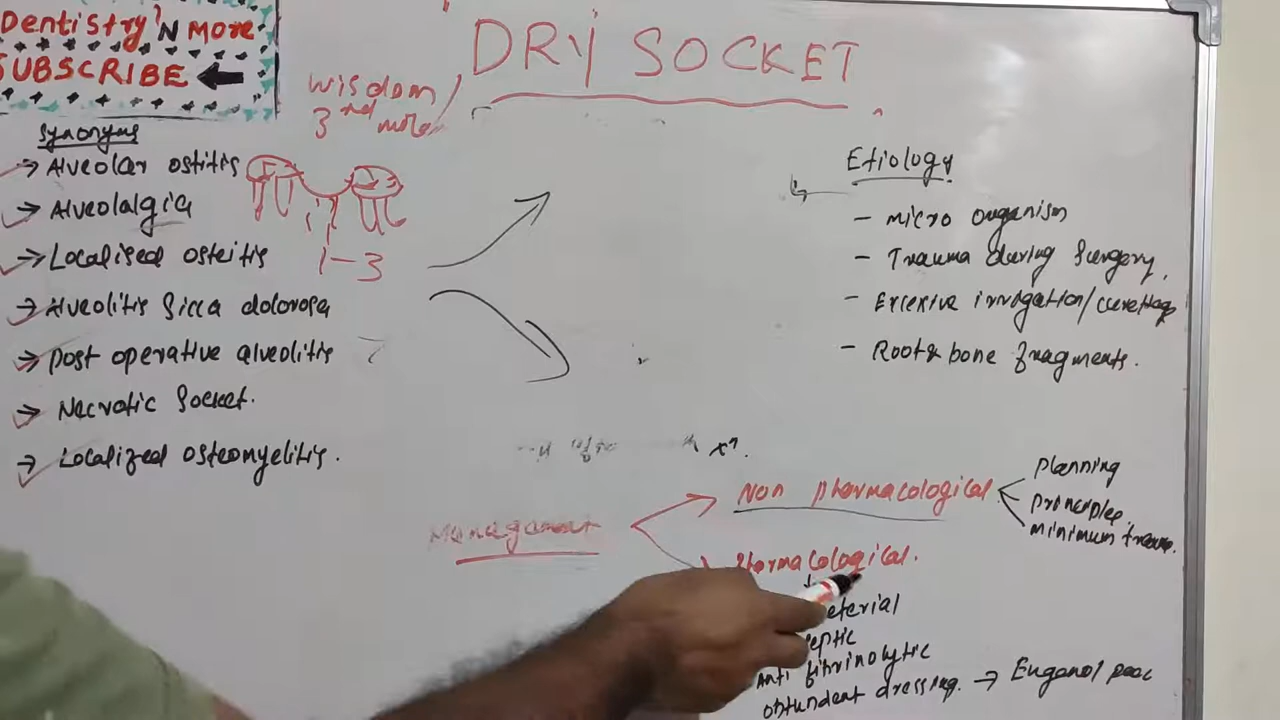 Dentistry 'N More
SUBSCRIBE
DRY SOCKET
wisdom/
3rd molar
Synonyms
Alveolar ostitis
Alveolalgia
Localised osteitis
Alveolitis Sicca dolorosa
post operative alveolitis
Necrotic Socket.
Localized osteomyelitis.
1-3
Etiology
- micro organism
- Trauma during Surgery,
- Excessive irrigation/curettage
- Root & bone fragments.
Management
Non pharmacological
planning
principles
minimum trauma.
pharmacological.
eterial
septic
Anti fibrinolytic
obtundent dressing. → Eugenol pac